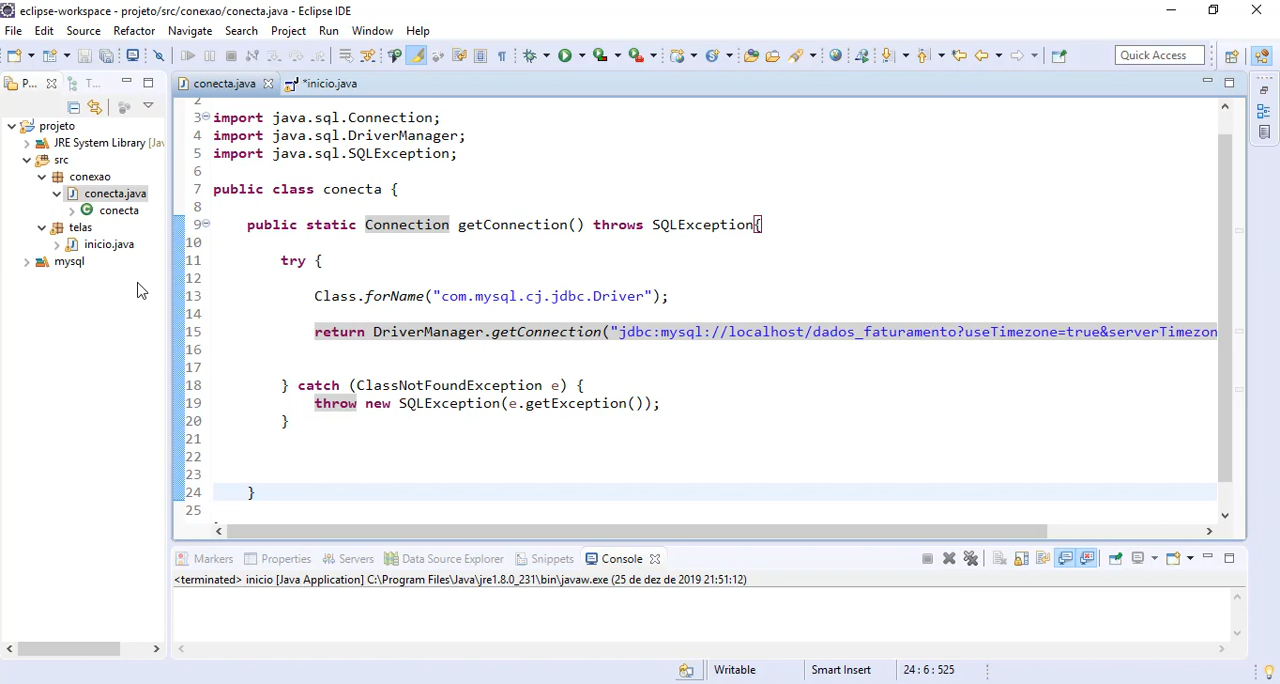 eclipse-workspace - projeto/src/conexao/conecta.java - Eclipse IDE
File Edit Source Refactor Navigate Search Project Run Window Help
Quick Access
P... T... conecta.java *inicio.java
projeto
JRE System Library [Jav
src
conexao
conecta.java
conecta
telas
inicio.java
mysql
2
3 import java.sql.Connection;
4 import java.sql.DriverManager;
5 import java.sql.SQLException;
6
7 public class conecta {
8
9 public static Connection getConnection() throws SQLException{
10
11 try {
12
13 Class.forName("com.mysql.cj.jdbc.Driver");
14
15 return DriverManager.getConnection("jdbc:mysql://localhost/dados_faturamento?useTimezone=true&serverTimezon
16
17
18 } catch (ClassNotFoundException e) {
19 throw new SQLException(e.getException());
20 }
21
22
23
24 }
25
Markers Properties Servers Data Source Explorer Snippets Console
<terminated> inicio [Java Application] C:\Program Files\Java\jre1.8.0_231\bin\javaw.exe (25 de dez de 2019 21:51:12)
Writable Smart Insert 24 : 6 : 525